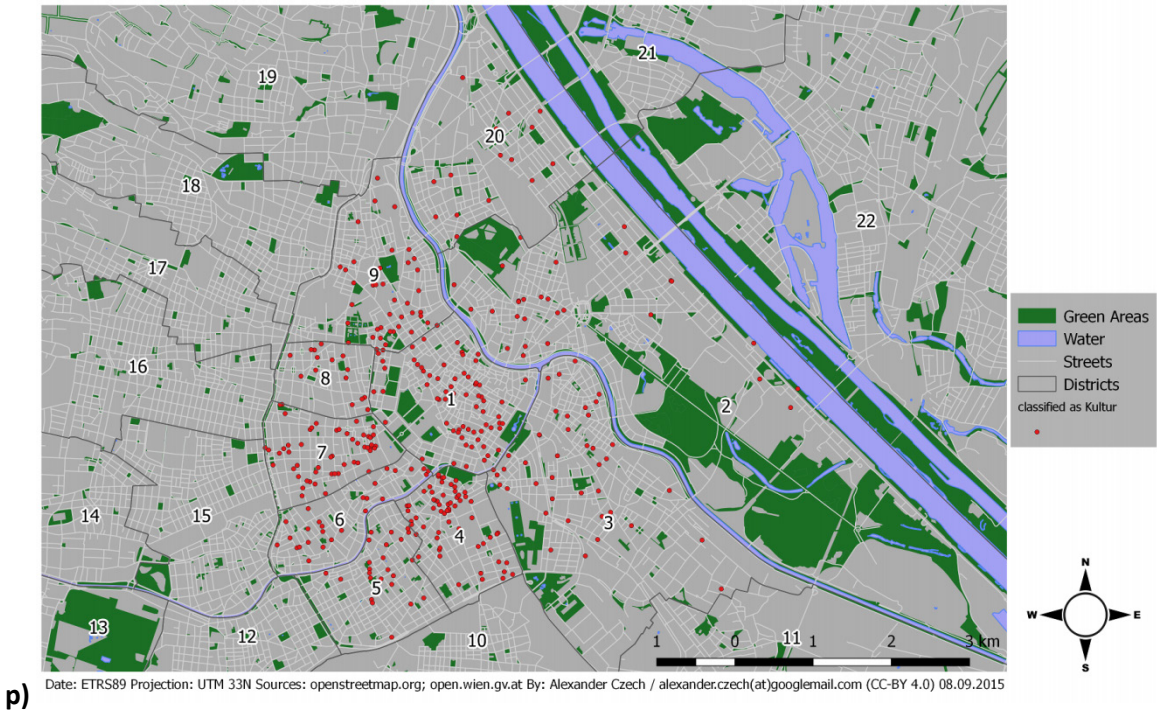 21
19
20
18
22
17
9
16
8
1
2
7
14
15
6
4
3
5
13
12
10
11
Green Areas
Water
Streets
Districts
classified as Kultur
N
W E
S
1 0 1 2 3 km
Date: ETRS89 Projection: UTM 33N Sources: openstreetmap.org; open.wien.gv.at By: Alexander Czech / alexander.czech(at)googlemail.com (CC-BY 4.0) 08.09.2015
p)